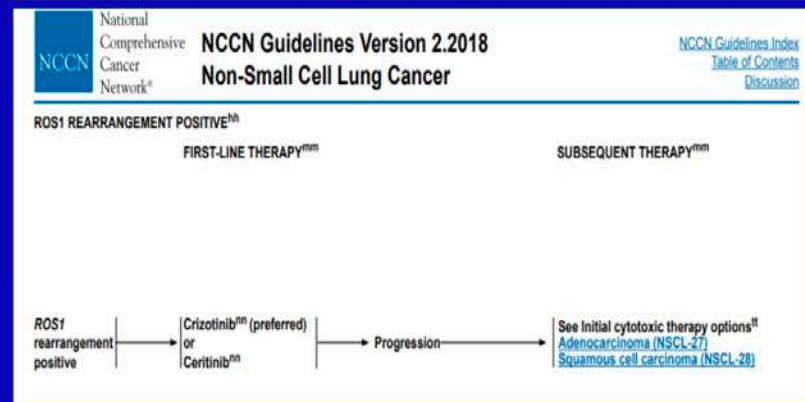 NCCN
National
Comprehensive
Cancer
Network®
NCCN Guidelines Version 2.2018
Non-Small Cell Lung Cancer
NCCN Guidelines Index
Table of Contents
Discussion
ROS1 REARRANGEMENT POSITIVEhh
FIRST-LINE THERAPYmm
SUBSEQUENT THERAPYmm
ROS1
rearrangement
positive
Crizotinibnn (preferred)
or
Ceritinibnn
Progression
See Initial cytotoxic therapy optionstt
Adenocarcinoma (NSCL-27)
Squamous cell carcinoma (NSCL-28)